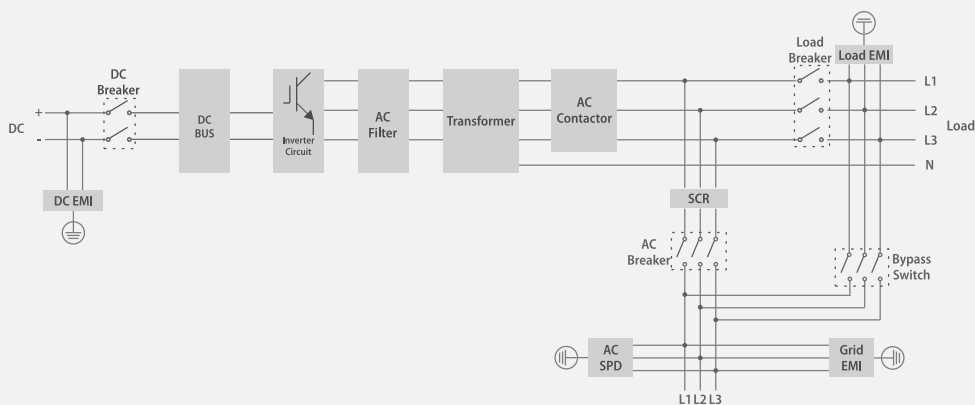 DC
Breaker
+
DC
-
DC EMI
DC
BUS
Inverter
Circuit
AC
Filter
Transformer
AC
Contactor
Load
Breaker
Load EMI
L1
L2
L3
Load
N
SCR
AC
Breaker
Bypass
Switch
AC
SPD
Grid
EMI
L1 L2 L3